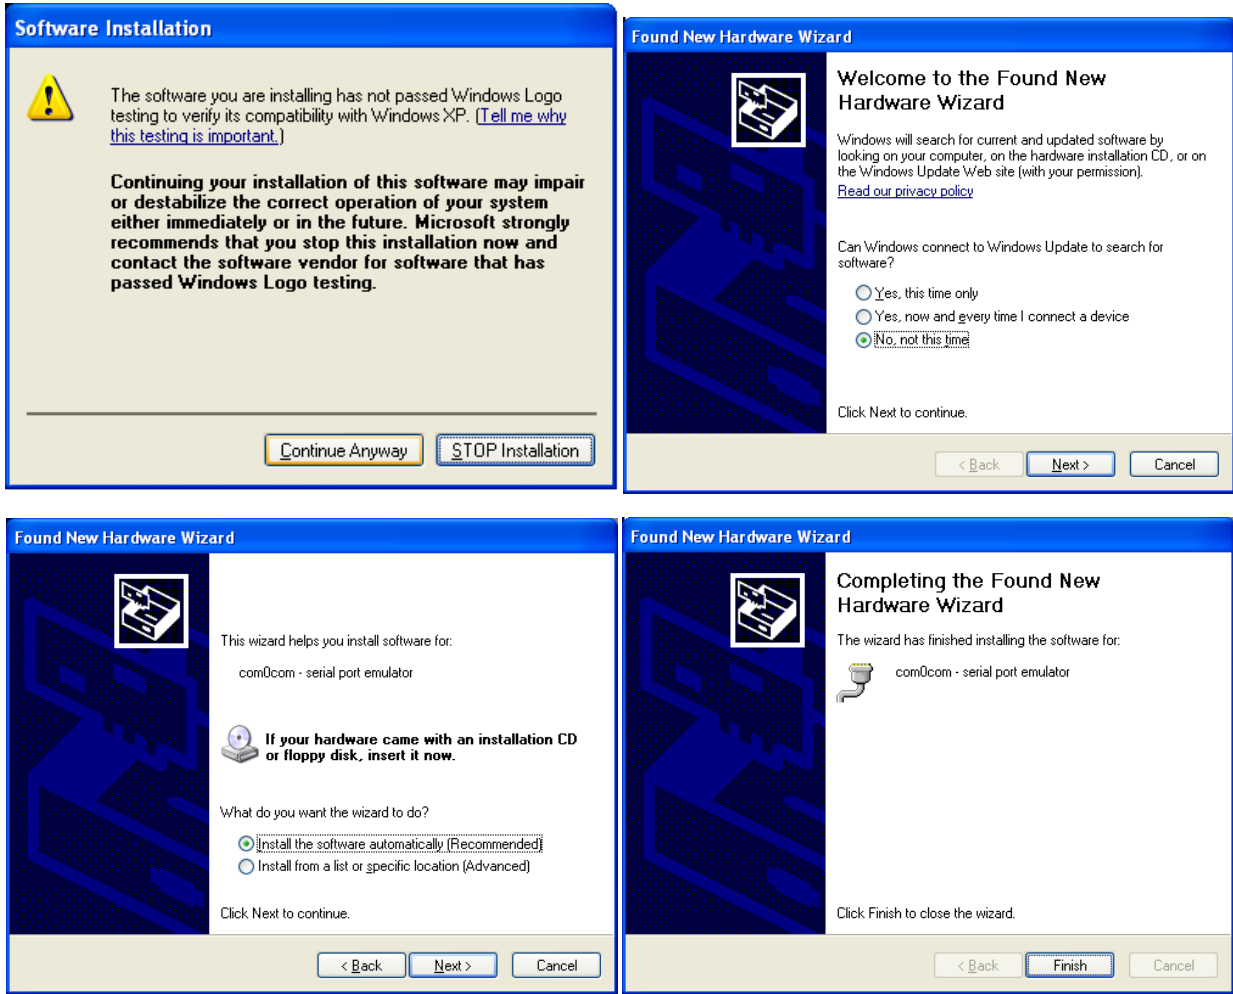 Software Installation
The software you are installing has not passed Windows Logo
testing to verify its compatibility with Windows XP. (Tell me why
this testing is important.)
Continuing your installation of this software may impair
or destabilize the correct operation of your system
either immediately or in the future. Microsoft strongly
recommends that you stop this installation now and
contact the software vendor for software that has
passed Windows Logo testing.
Continue Anyway
STOP Installation
Found New Hardware Wizard
Welcome to the Found New
Hardware Wizard
Windows will search for current and updated software by
looking on your computer, on the hardware installation CD, or on
the Windows Update Web site (with your permission).
Read our privacy policy
Can Windows connect to Windows Update to search for
software?
Yes, this time only
Yes, now and every time I connect a device
No, not this time
Click Next to continue.
< Back
Next >
Cancel
Found New Hardware Wizard
This wizard helps you install software for:
com0com - serial port emulator
If your hardware came with an installation CD
or floppy disk, insert it now.
What do you want the wizard to do?
Install the software automatically (Recommended)
Install from a list or specific location (Advanced)
Click Next to continue.
< Back
Next >
Cancel
Found New Hardware Wizard
Completing the Found New
Hardware Wizard
The wizard has finished installing the software for:
com0com - serial port emulator
Click Finish to close the wizard.
< Back
Finish
Cancel